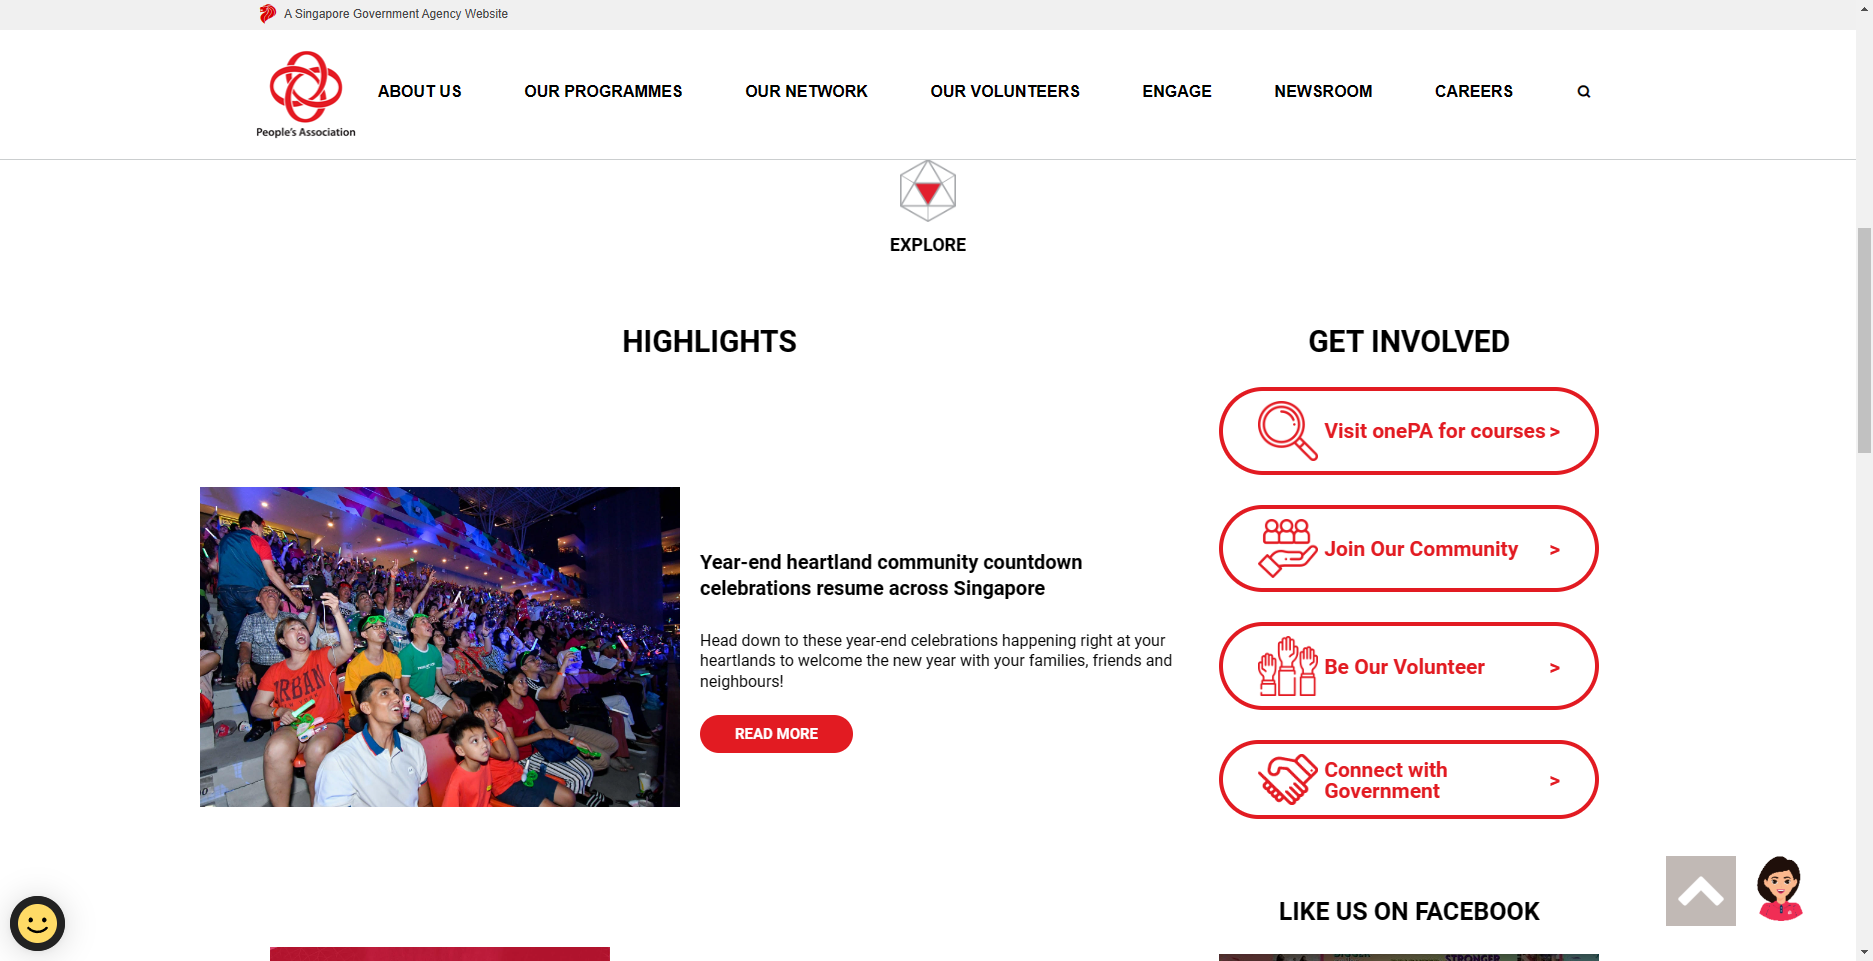 A Singapore Government Agency Website
People's Association
ABOUT US
OUR PROGRAMMES
OUR NETWORK
OUR VOLUNTEERS
ENGAGE
NEWSROOM
CAREERS
EXPLORE
HIGHLIGHTS
Year-end heartland community countdown
celebrations resume across Singapore
Head down to these year-end celebrations happening right at your
heartlands to welcome the new year with your families, friends and
neighbours!
READ MORE
URBAN
GET INVOLVED
Visit onePA for courses >
Join Our Community >
Be Our Volunteer >
Connect with
Government >
LIKE US ON FACEBOOK
STRONGER